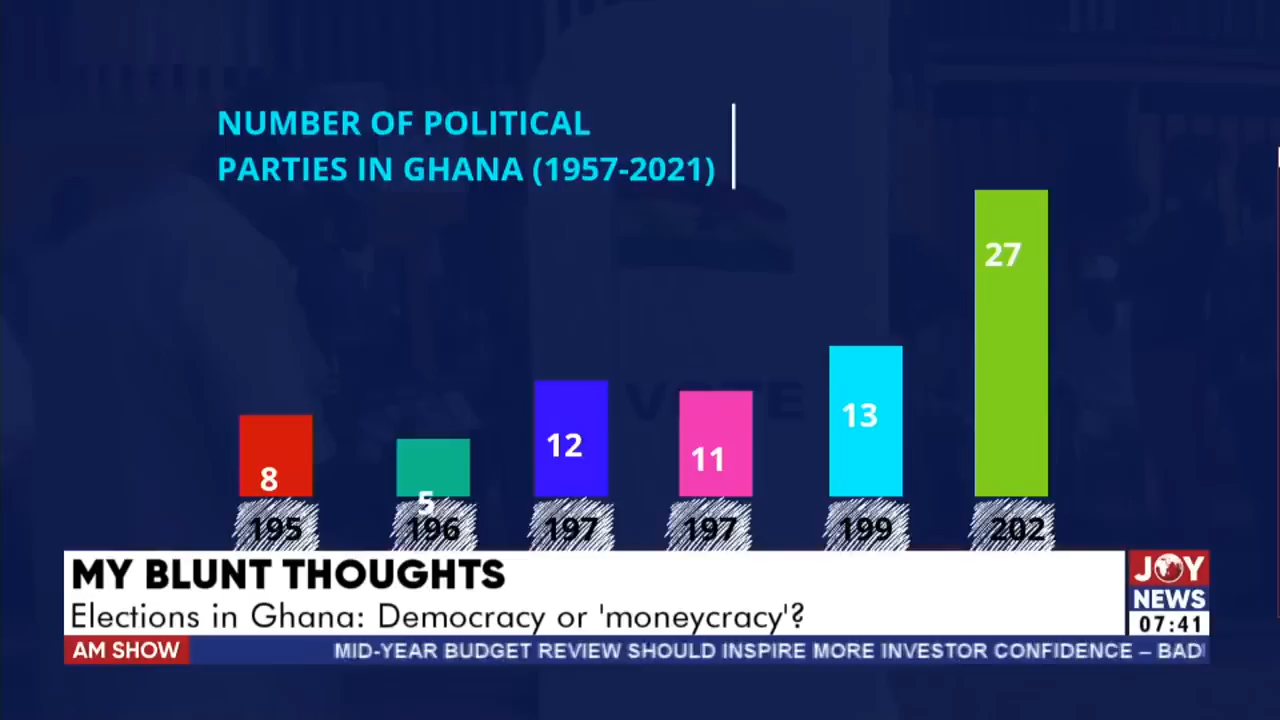 NUMBER OF POLITICAL
PARTIES IN GHANA (1957-2021)
27
13
12
11
8
5
195 196 197 197 199 202
MY BLUNT THOUGHTS
Elections in Ghana: Democracy or 'moneycracy'?
JOY
NEWS
07:41
AM SHOW
MID-YEAR BUDGET REVIEW SHOULD INSPIRE MORE INVESTOR CONFIDENCE – BAD
VOTE